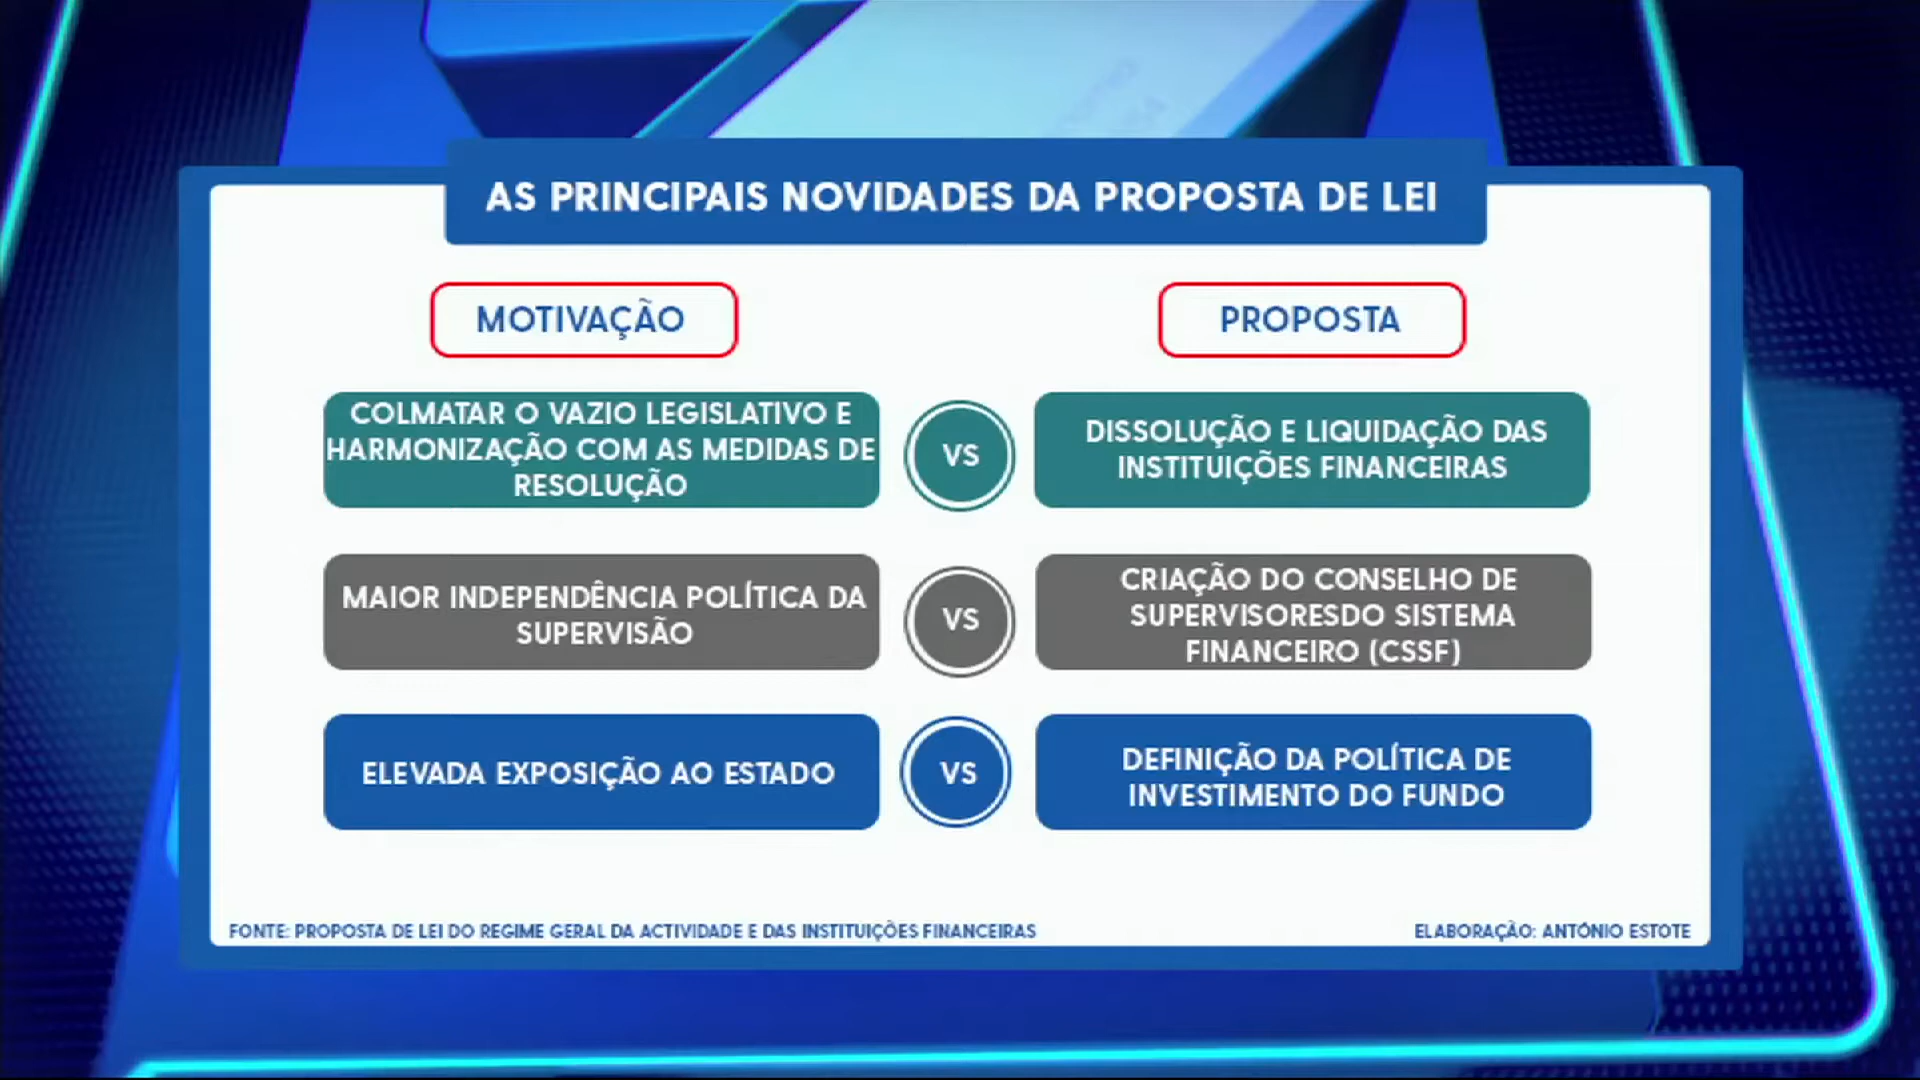 AS PRINCIPAIS NOVIDADES DA PROPOSTA DE LEI
MOTIVAÇÃO
PROPOSTA
COLMATAR O VAZIO LEGISLATIVO E
HARMONIZAÇÃO COM AS MEDIDAS DE
RESOLUÇÃO
VS
DISSOLUÇÃO E LIQUIDAÇÃO DAS
INSTITUIÇÕES FINANCEIRAS
MAIOR INDEPENDÊNCIA POLÍTICA DA
SUPERVISÃO
VS
CRIAÇÃO DO CONSELHO DE
SUPERVISORESDO SISTEMA
FINANCEIRO (CSSF)
ELEVADA EXPOSIÇÃO AO ESTADO
VS
DEFINIÇÃO DA POLÍTICA DE
INVESTIMENTO DO FUNDO
FONTE: PROPOSTA DE LEI DO REGIME GERAL DA ACTIVIDADE E DAS INSTITUIÇÕES FINANCEIRAS
ELABORAÇÃO: ANTÓNIO ESTOTE